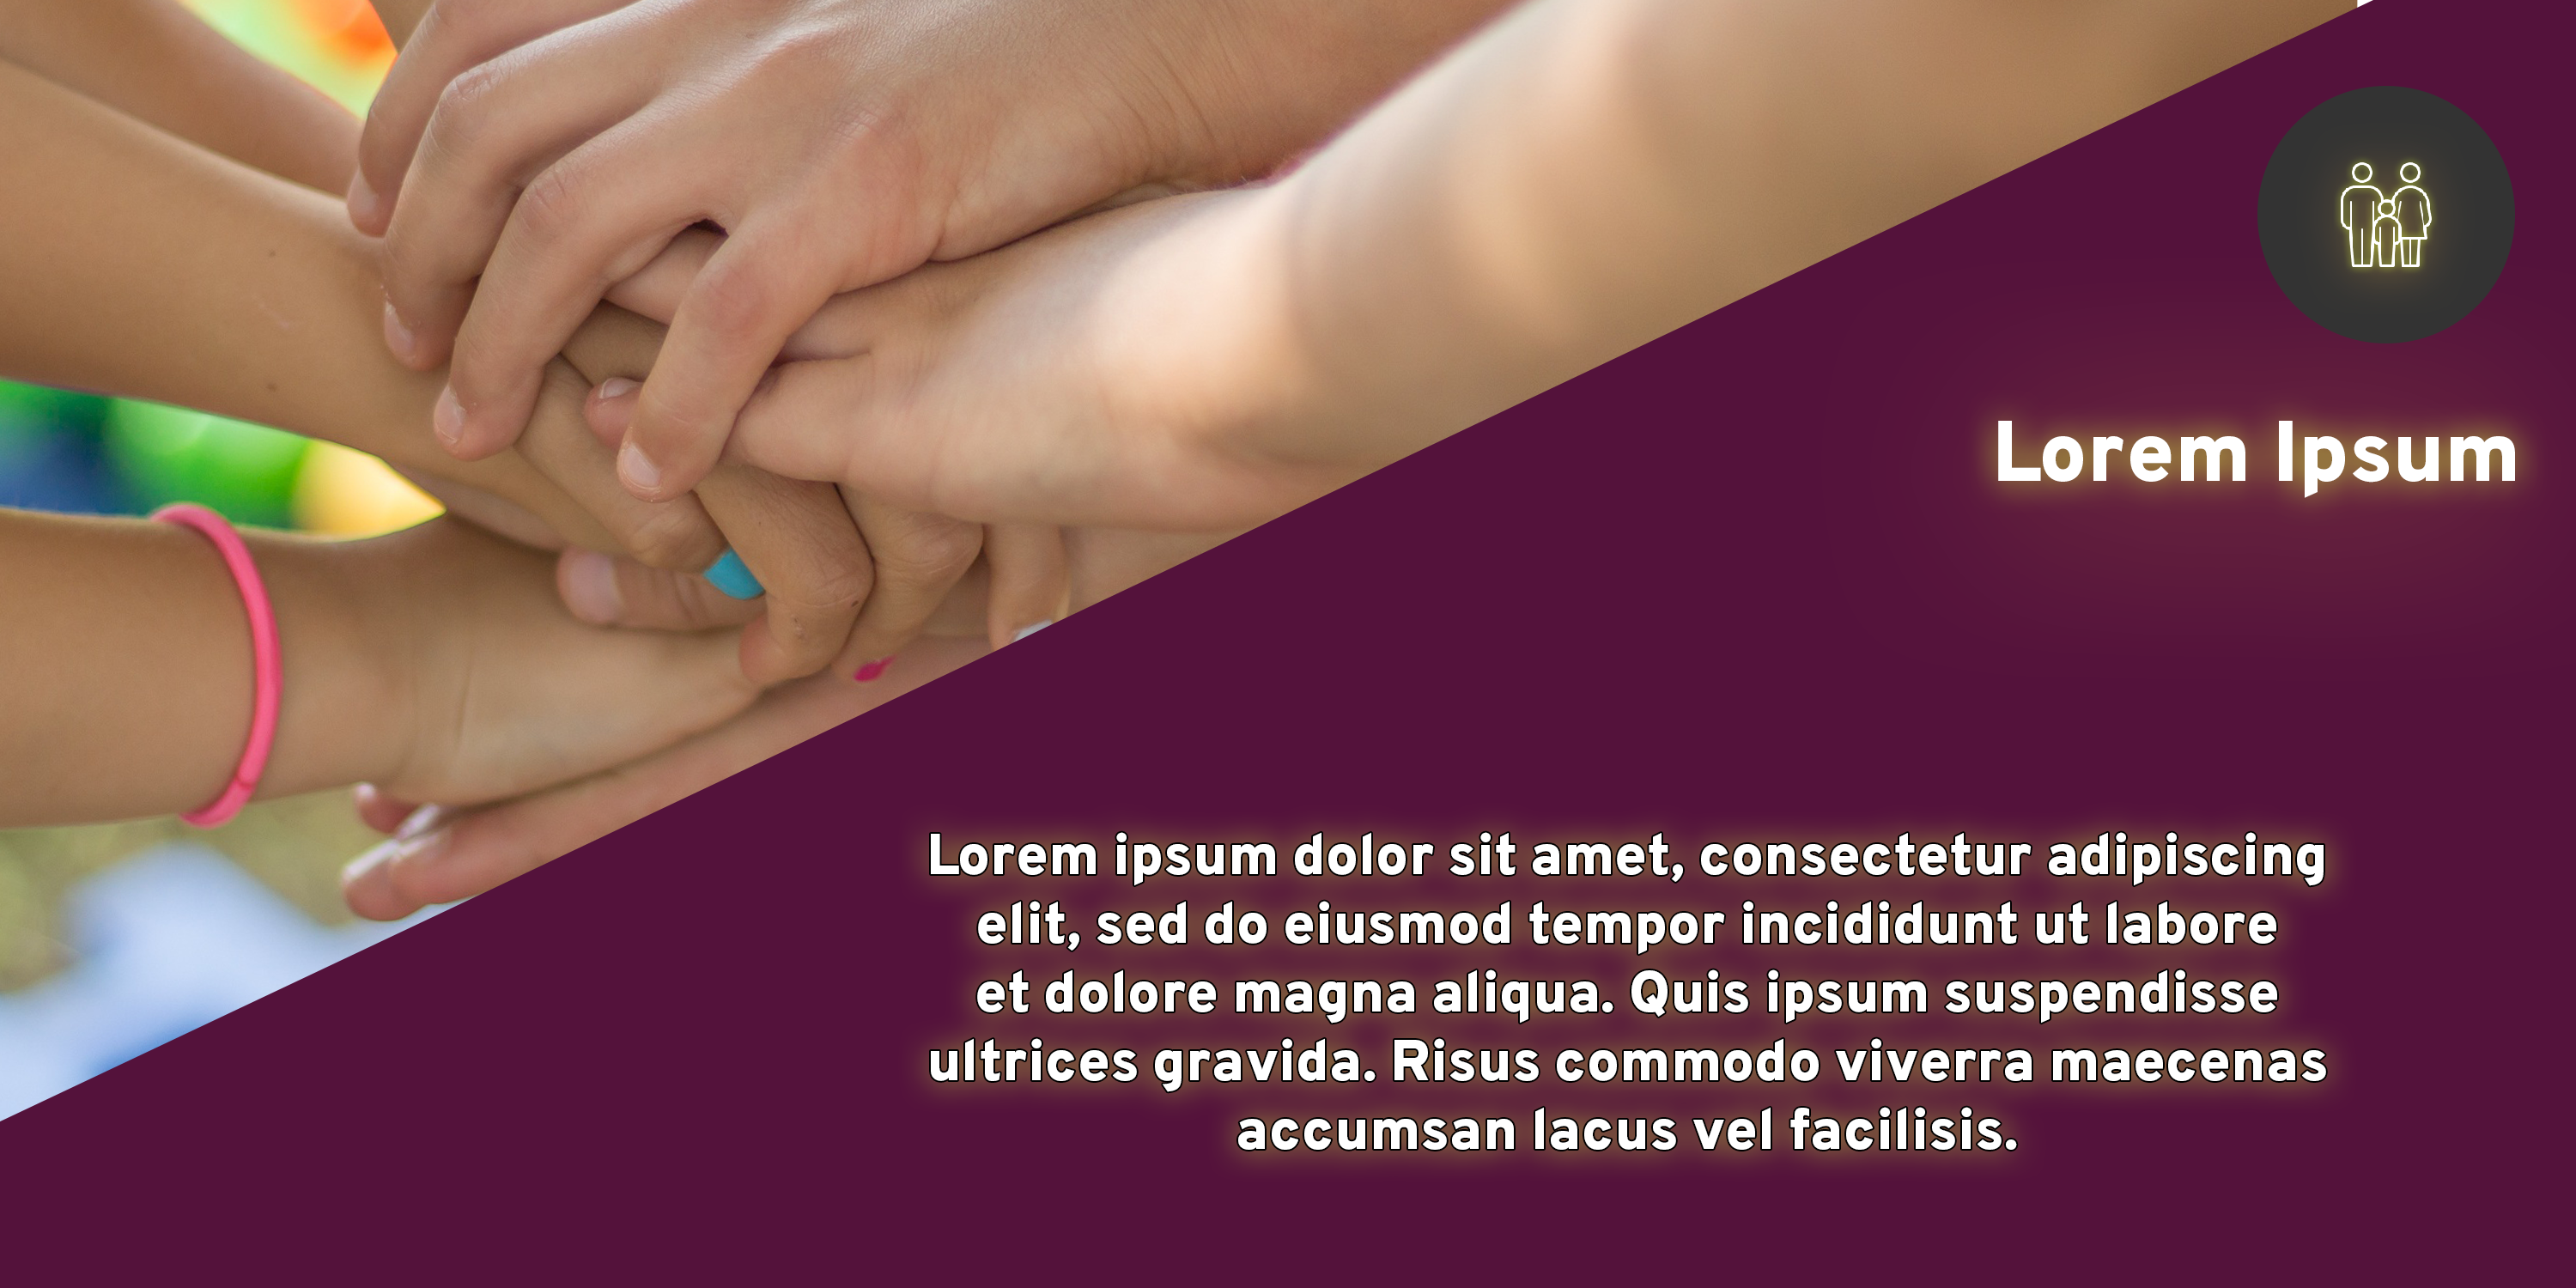 Lorem Ipsum
Lorem ipsum dolor sit amet, consectetur adipiscing
elit, sed do eiusmod tempor incididunt ut labore
et dolore magna aliqua. Quis ipsum suspendisse
ultrices gravida. Risus commodo viverra maecenas
accumsan lacus vel facilisis.